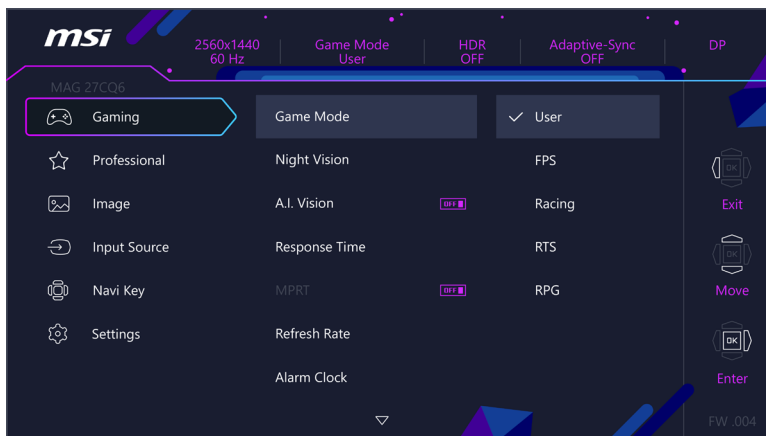 msi
2560x1440 Game Mode HDR Adaptive-Sync DP
60 Hz User OFF OFF
MAG 27CQ6
Gaming Game Mode User
Professional Night Vision FPS
OK
Image A.I. Vision OFF Racing Exit
Input Source Response Time RTS
OK
Navi Key MPRT OFF RPG Move
Settings Refresh Rate
OK
Alarm Clock Enter
FW .004